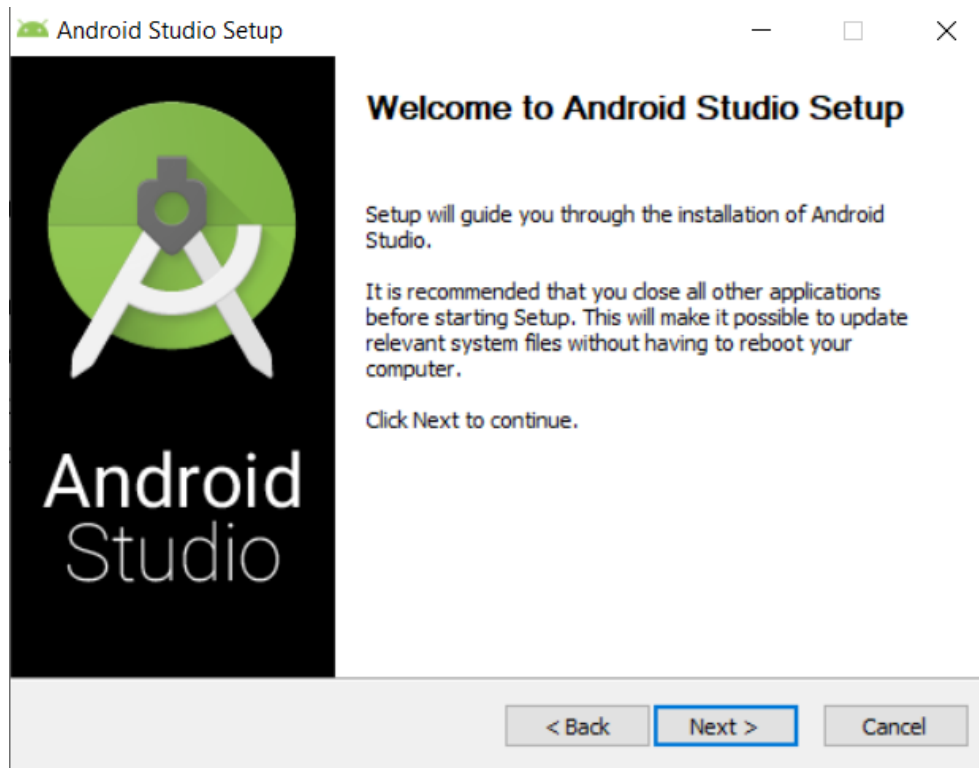 Android Studio Setup
Welcome to Android Studio Setup
Setup will guide you through the installation of Android
Studio.
It is recommended that you close all other applications
before starting Setup. This will make it possible to update
relevant system files without having to reboot your
computer.
Click Next to continue.
Android
Studio
< Back
Next >
Cancel